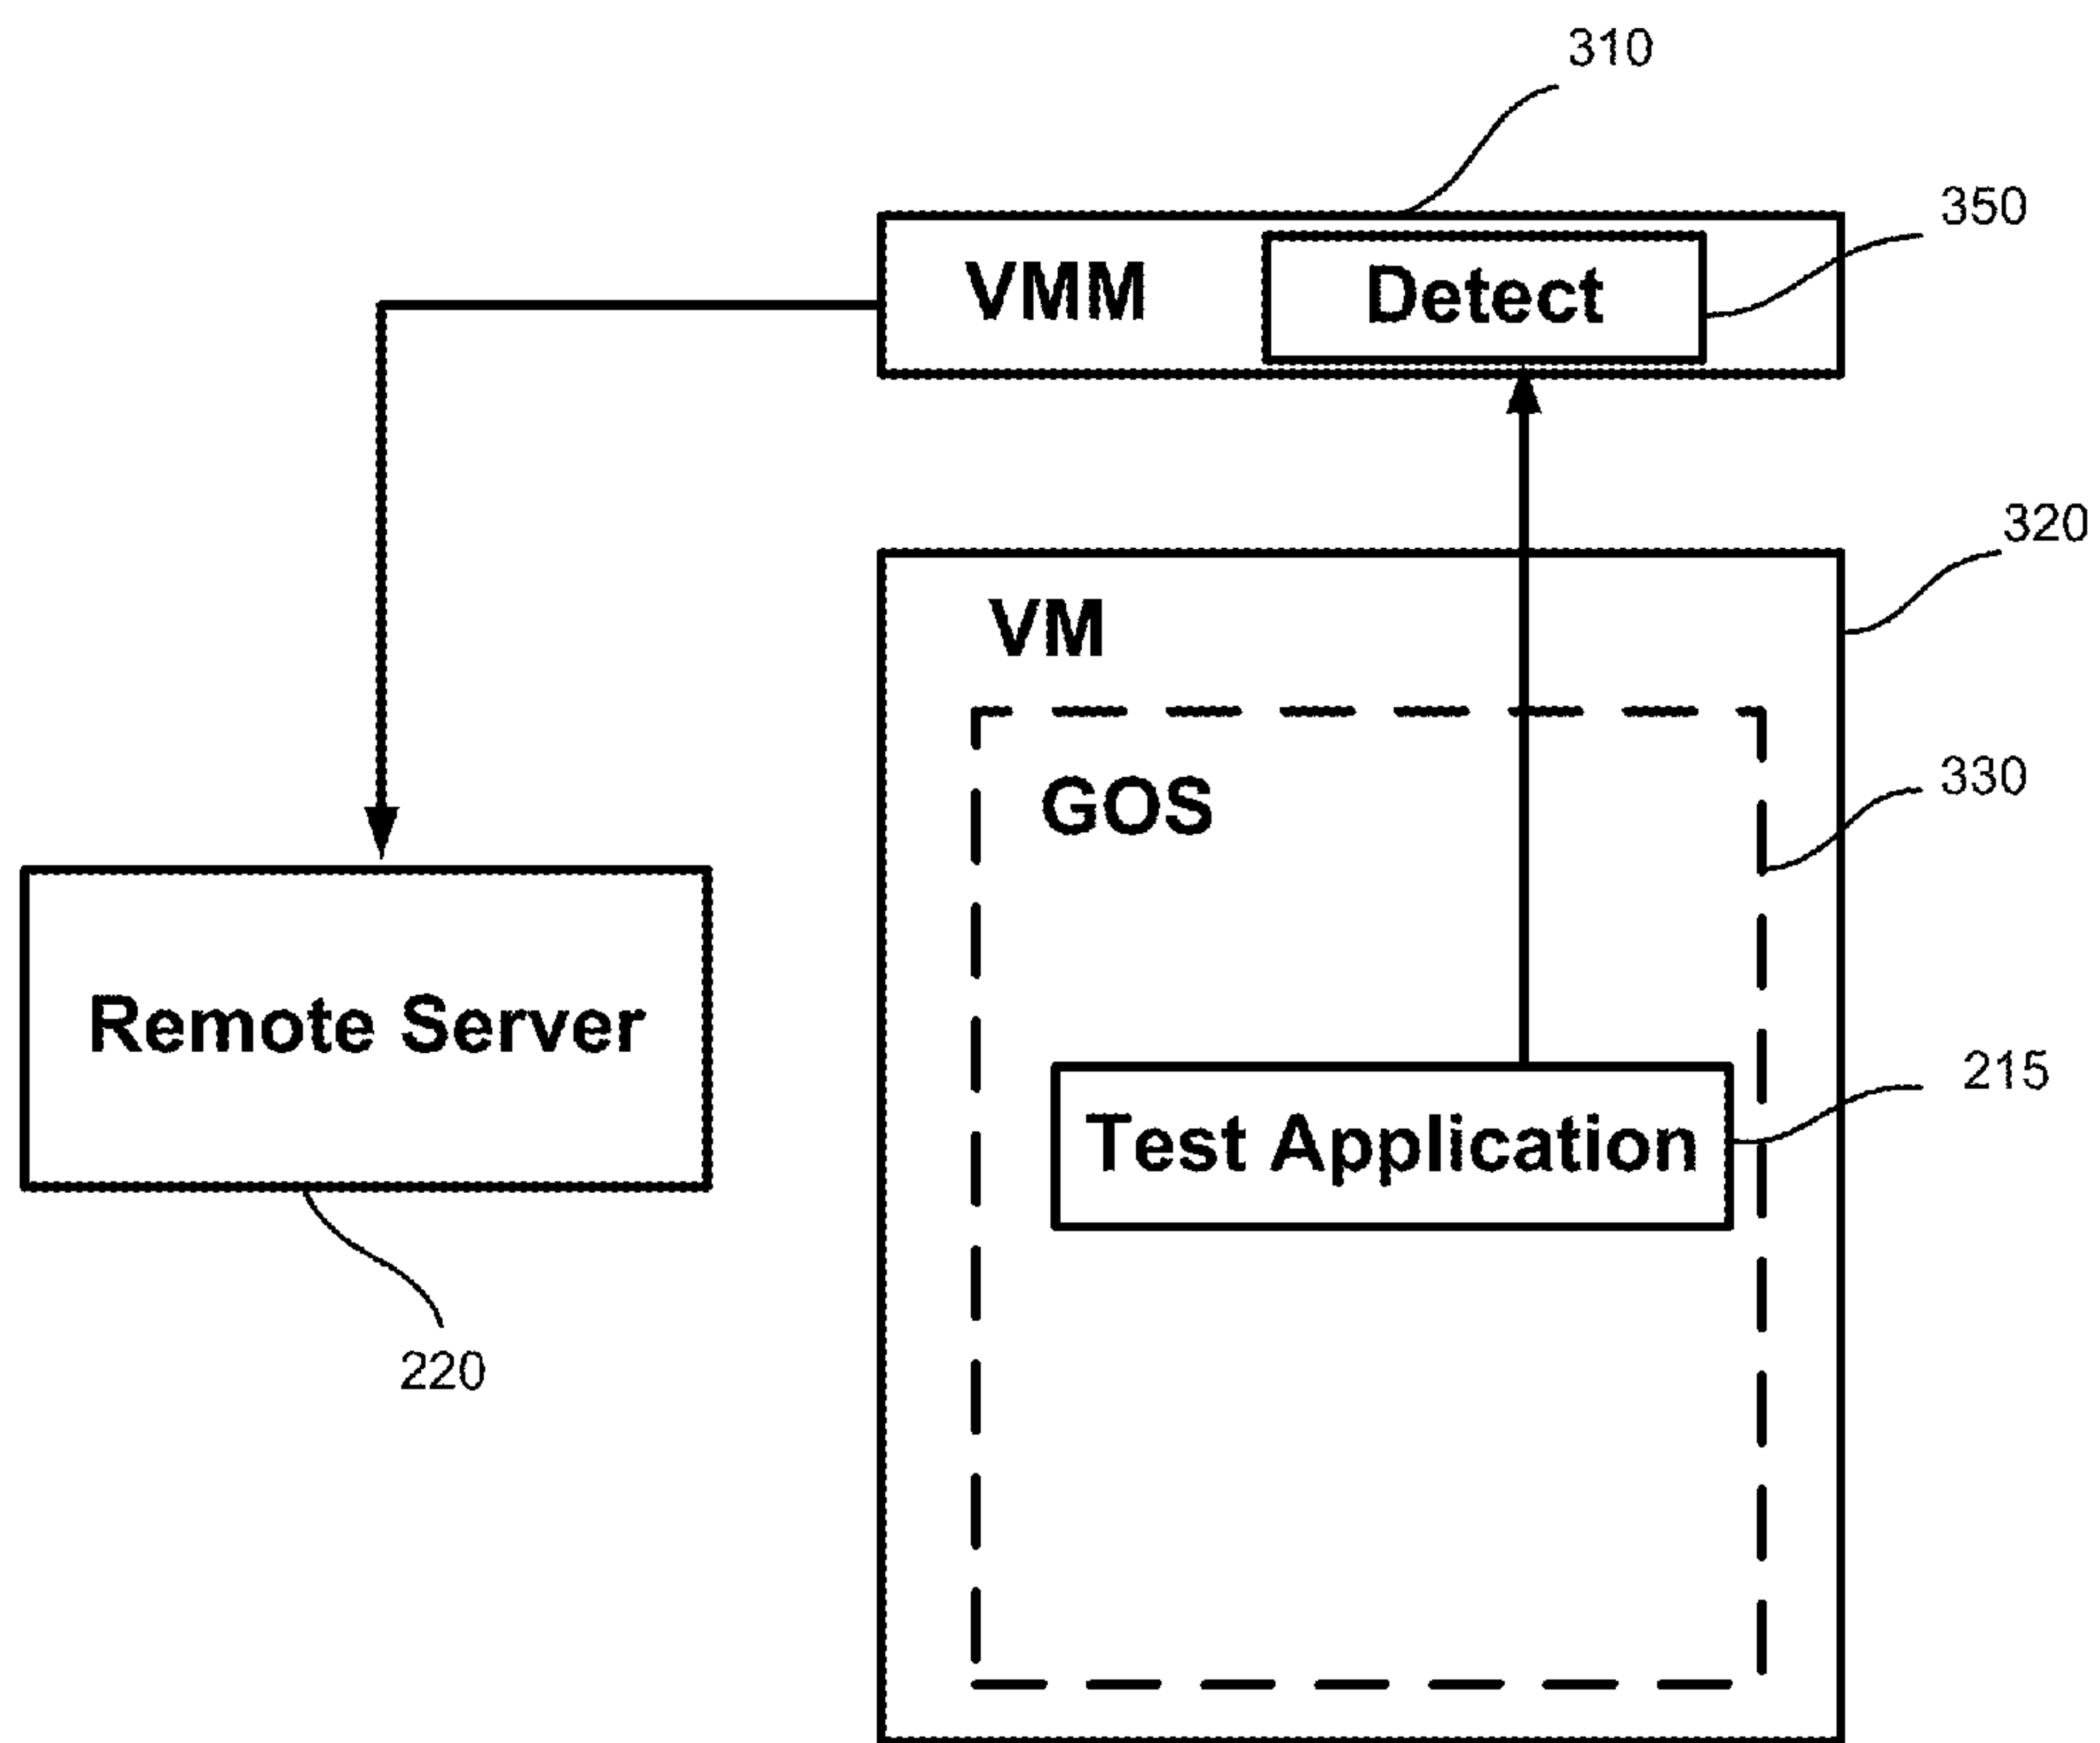 310
350
VMM
Detect
320
VM
330
GOS
Remote Server
215
Test Application
220